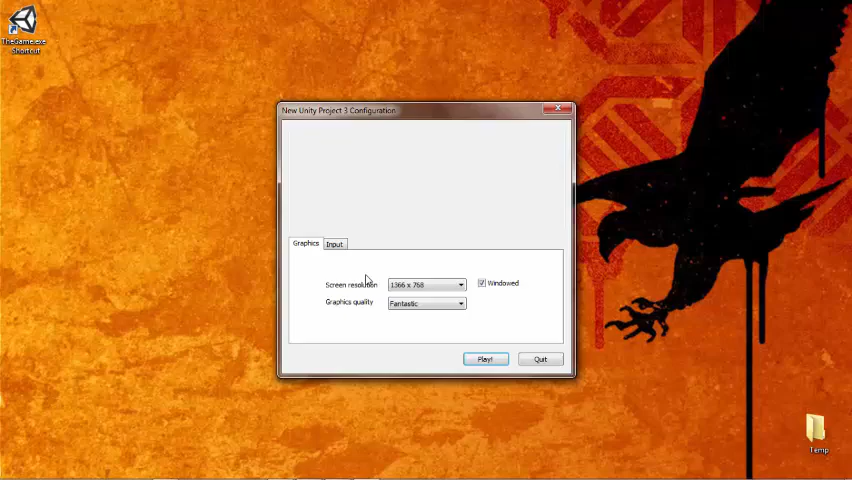 TheGame.exe
Shortcut
New Unity Project 3 Configuration
Graphics
Input
Screen resolution
1366 x 768
Windowed
Graphics quality
Fantastic
Play!
Quit
Temp